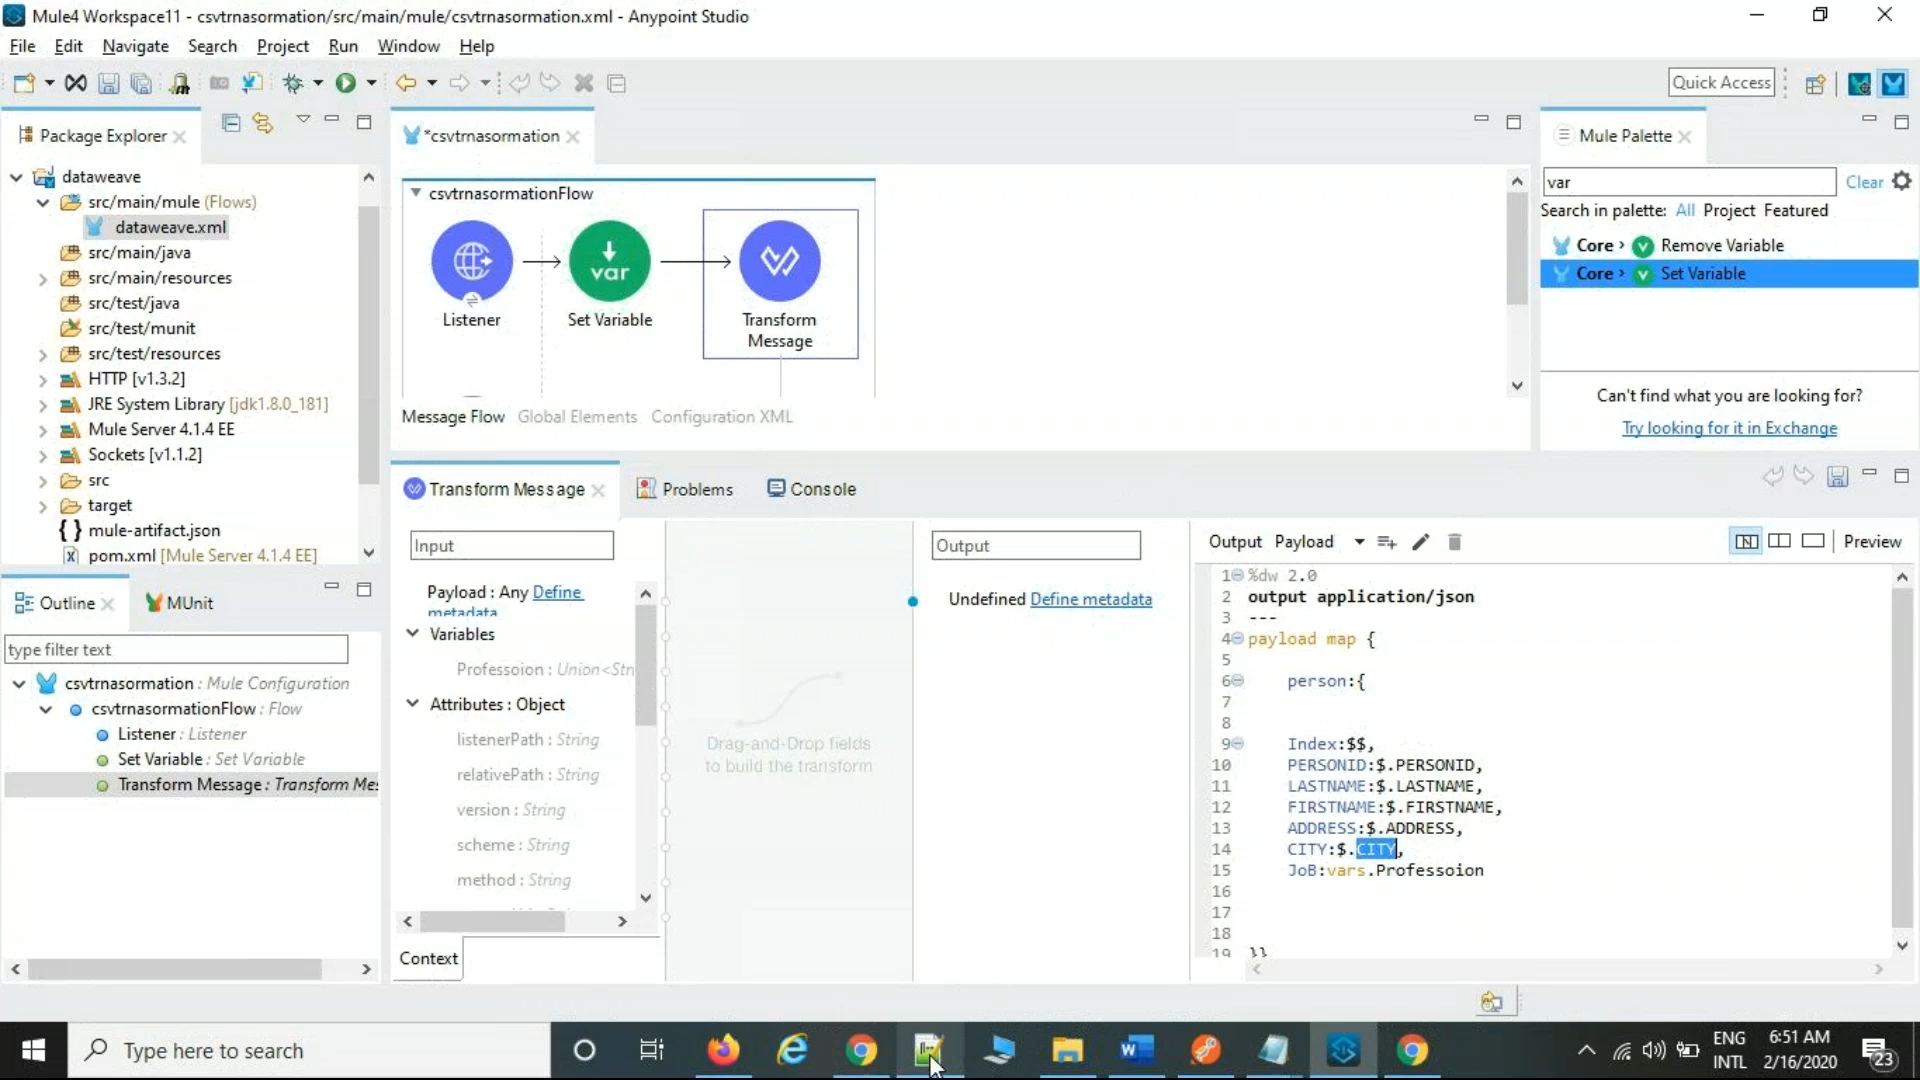 Mule4 Workspace11 - csvtrnasormation/src/main/mule/csvtrnasormation.xml - Anypoint Studio
File Edit Navigate Search Project Run Window Help
Quick Access
Package Explorer
dataweave
src/main/mule (Flows)
dataweave.xml
src/main/java
src/main/resources
src/test/java
src/test/munit
src/test/resources
HTTP [v1.3.2]
JRE System Library [jdk1.8.0_181]
Mule Server 4.1.4 EE
Sockets [v1.1.2]
src
target
mule-artifact.json
pom.xml [Mule Server 4.1.4 EE]
Outline MUnit
type filter text
csvtrnasormation : Mule Configuration
csvtrnasormationFlow : Flow
Listener : Listener
Set Variable : Set Variable
Transform Message : Transform Mes
*csvtrnasormation
csvtrnasormationFlow
var
Listener
Set Variable
Transform
Message
Message Flow Global Elements Configuration XML
Mule Palette
var Clear
Search in palette: All Project Featured
Core › Remove Variable
Core › Set Variable
Can't find what you are looking for?
Try looking for it in Exchange
Transform Message Problems Console
Input
Payload : Any Define
metadata
Variables
Professoion : Union<Strn
Attributes : Object
listenerPath : String
relativePath : String
version : String
scheme : String
method : String
Context
Drag-and-Drop fields
to build the transform
Output
Undefined Define metadata
Output Payload Preview
1 %dw 2.0
2 output application/json
3 ---
4 payload map {
5
6 person:{
7
8
9 Index:$$,
10 PERSONID:$.PERSONID,
11 LASTNAME:$.LASTNAME,
12 FIRSTNAME:$.FIRSTNAME,
13 ADDRESS:$.ADDRESS,
14 CITY:$.CITY,
15 JoB:vars.Professoion
16
17
18
19 }}
Type here to search
ENG
INTL
6:51 AM
2/16/2020
23